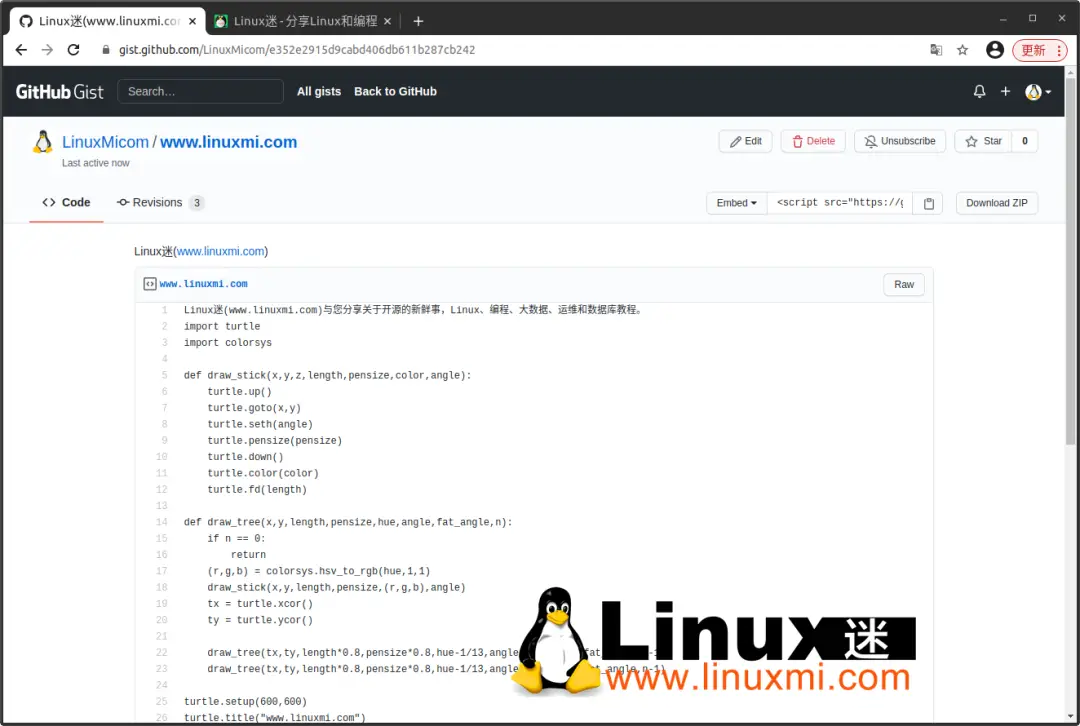 Linux迷(www.linuxmi.co
Linux迷 - 分享Linux和编程
gist.github.com/LinuxMicom/e352e2915d9cabd406db611b287cb242
更新
GitHub Gist
Search…
All gists
Back to GitHub
LinuxMicom / www.linuxmi.com
Last active now
Edit
Delete
Unsubscribe
Star
0
Code
Revisions 3
Embed
<script src="https://g
Download ZIP
Linux迷(www.linuxmi.com)
www.linuxmi.com
Raw
1 Linux迷(www.linuxmi.com)与您分享关于开源的新鲜事，Linux、编程、大数据、运维和数据库教程。
2 import turtle
3 import colorsys
4
5 def draw_stick(x,y,z,length,pensize,color,angle):
6 turtle.up()
7 turtle.goto(x,y)
8 turtle.seth(angle)
9 turtle.pensize(pensize)
10 turtle.down()
11 turtle.color(color)
12 turtle.fd(length)
13
14 def draw_tree(x,y,length,pensize,hue,angle,fat_angle,n):
15 if n == 0:
16 return
17 (r,g,b) = colorsys.hsv_to_rgb(hue,1,1)
18 draw_stick(x,y,length,pensize,(r,g,b),angle)
19 tx = turtle.xcor()
20 ty = turtle.ycor()
21
22 draw_tree(tx,ty,length*0.8,pensize*0.8,hue-1/13,angle
23 draw_tree(tx,ty,length*0.8,pensize*0.8,hue-1/13,angle
24
25 turtle.setup(600,600)
26 turtle.title("www.linuxmi.com")
Linux迷
www.linuxmi.com